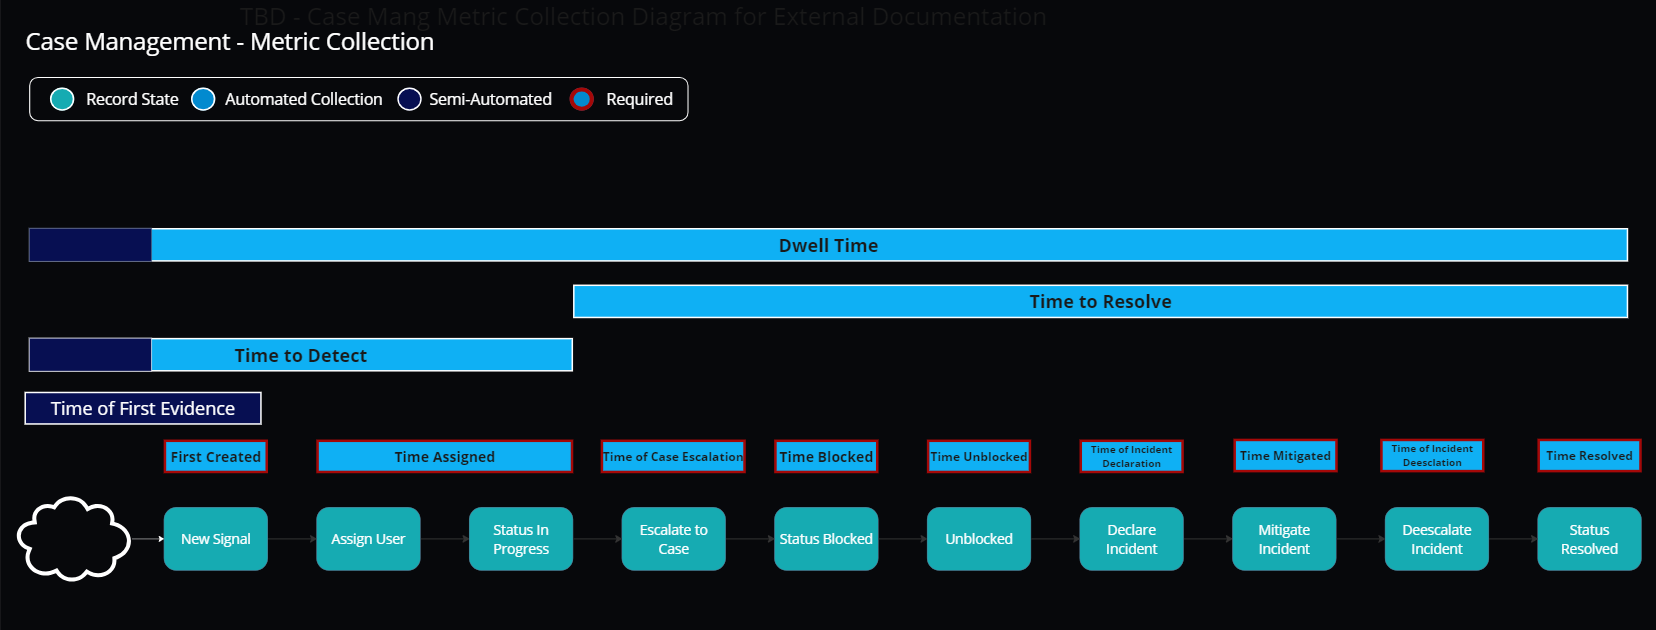 TBD - Case Mang Metric Collection Diagram for External Documentation
Case Management - Metric Collection
Record State
Automated Collection
Semi-Automated
Required
Dwell Time
Time to Resolve
Time to Detect
Time of First Evidence
First Created
Time Assigned
Time of Case Escalation
Time Blocked
Time Unblocked
Time of Incident
Declaration
Time Mitigated
Time of Incident
Deesclation
Time Resolved
New Signal
Assign User
Status In
Progress
Escalate to
Case
Status Blocked
Unblocked
Declare
Incident
Mitigate
Incident
Deescalate
Incident
Status
Resolved